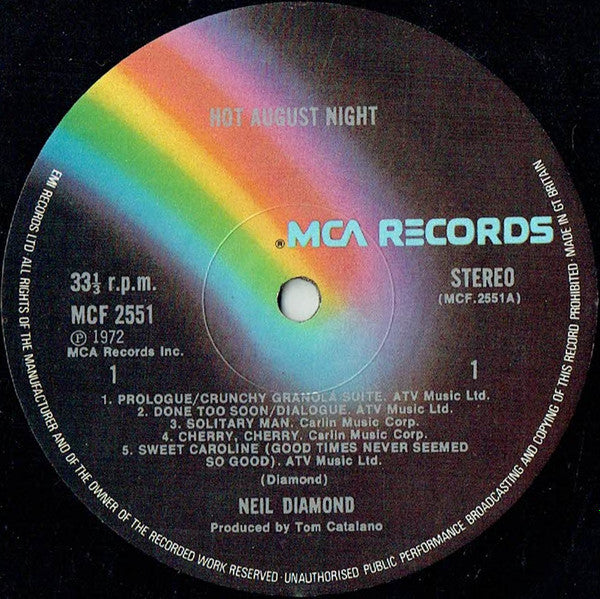 HOT AUGUST NIGHT
® MCA RECORDS
33⅓ r.p.m.
MCF 2551
Ⓟ 1972
MCA Records Inc.
1
STEREO
(MCF.2551A)
1
1. PROLOGUE/CRUNCHY GRANOLA SUITE. ATV Music Ltd.
2. DONE TOO SOON/DIALOGUE. ATV Music Ltd.
3. SOLITARY MAN. Carlin Music Corp.
4. CHERRY, CHERRY. Carlin Music Corp.
5. SWEET CAROLINE (GOOD TIMES NEVER SEEMED
SO GOOD). ATV Music Ltd.
(Diamond)
NEIL DIAMOND
Produced by Tom Catalano
EMI RECORDS LTD ALL RIGHTS OF THE MANUFACTURER AND OF THE OWNER OF THE RECORDED WORK RESERVED · UNAUTHORISED PUBLIC PERFORMANCE BROADCASTING AND COPYING OF THIS RECORD PROHIBITED MADE IN GT BRITAIN